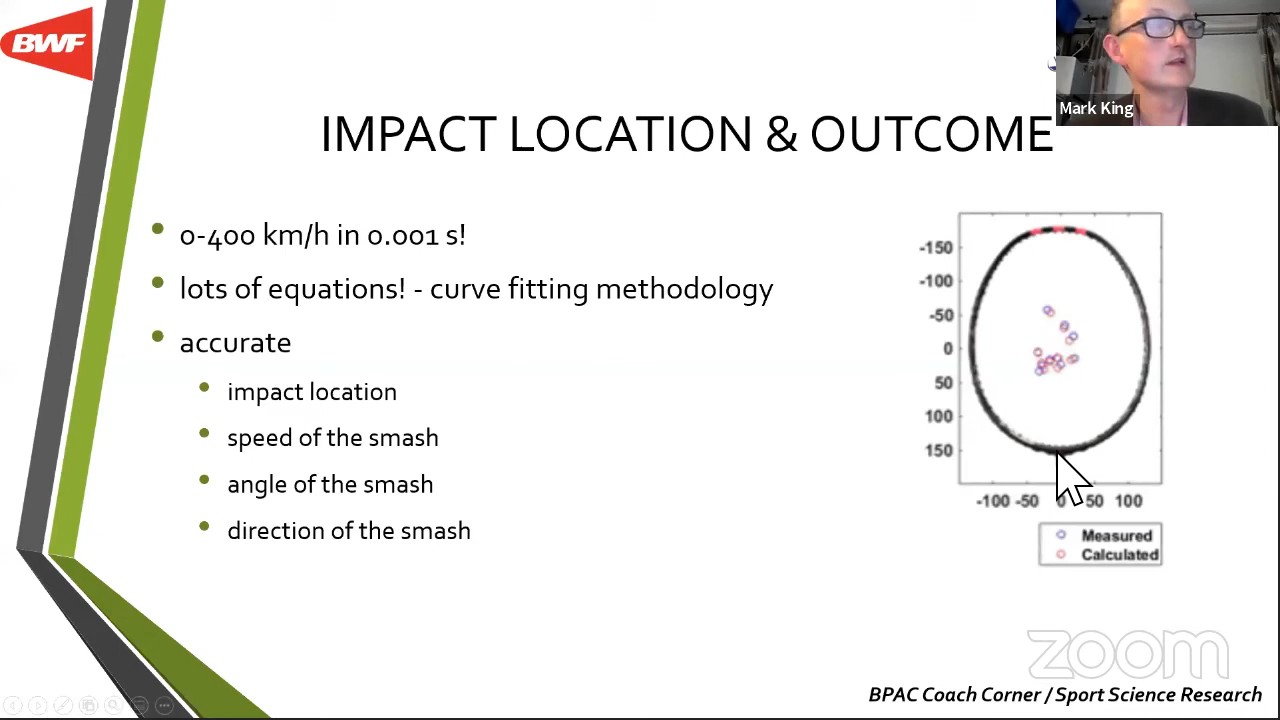 BWF
Mark King
IMPACT LOCATION & OUTCOME
0-400 km/h in 0.001 s!
lots of equations! - curve fitting methodology
accurate
impact location
speed of the smash
angle of the smash
direction of the smash
-150
-100
-50
0
50
100
150
-100 -50 0 50 100
Measured
Calculated
zoom
BPAC Coach Corner / Sport Science Research